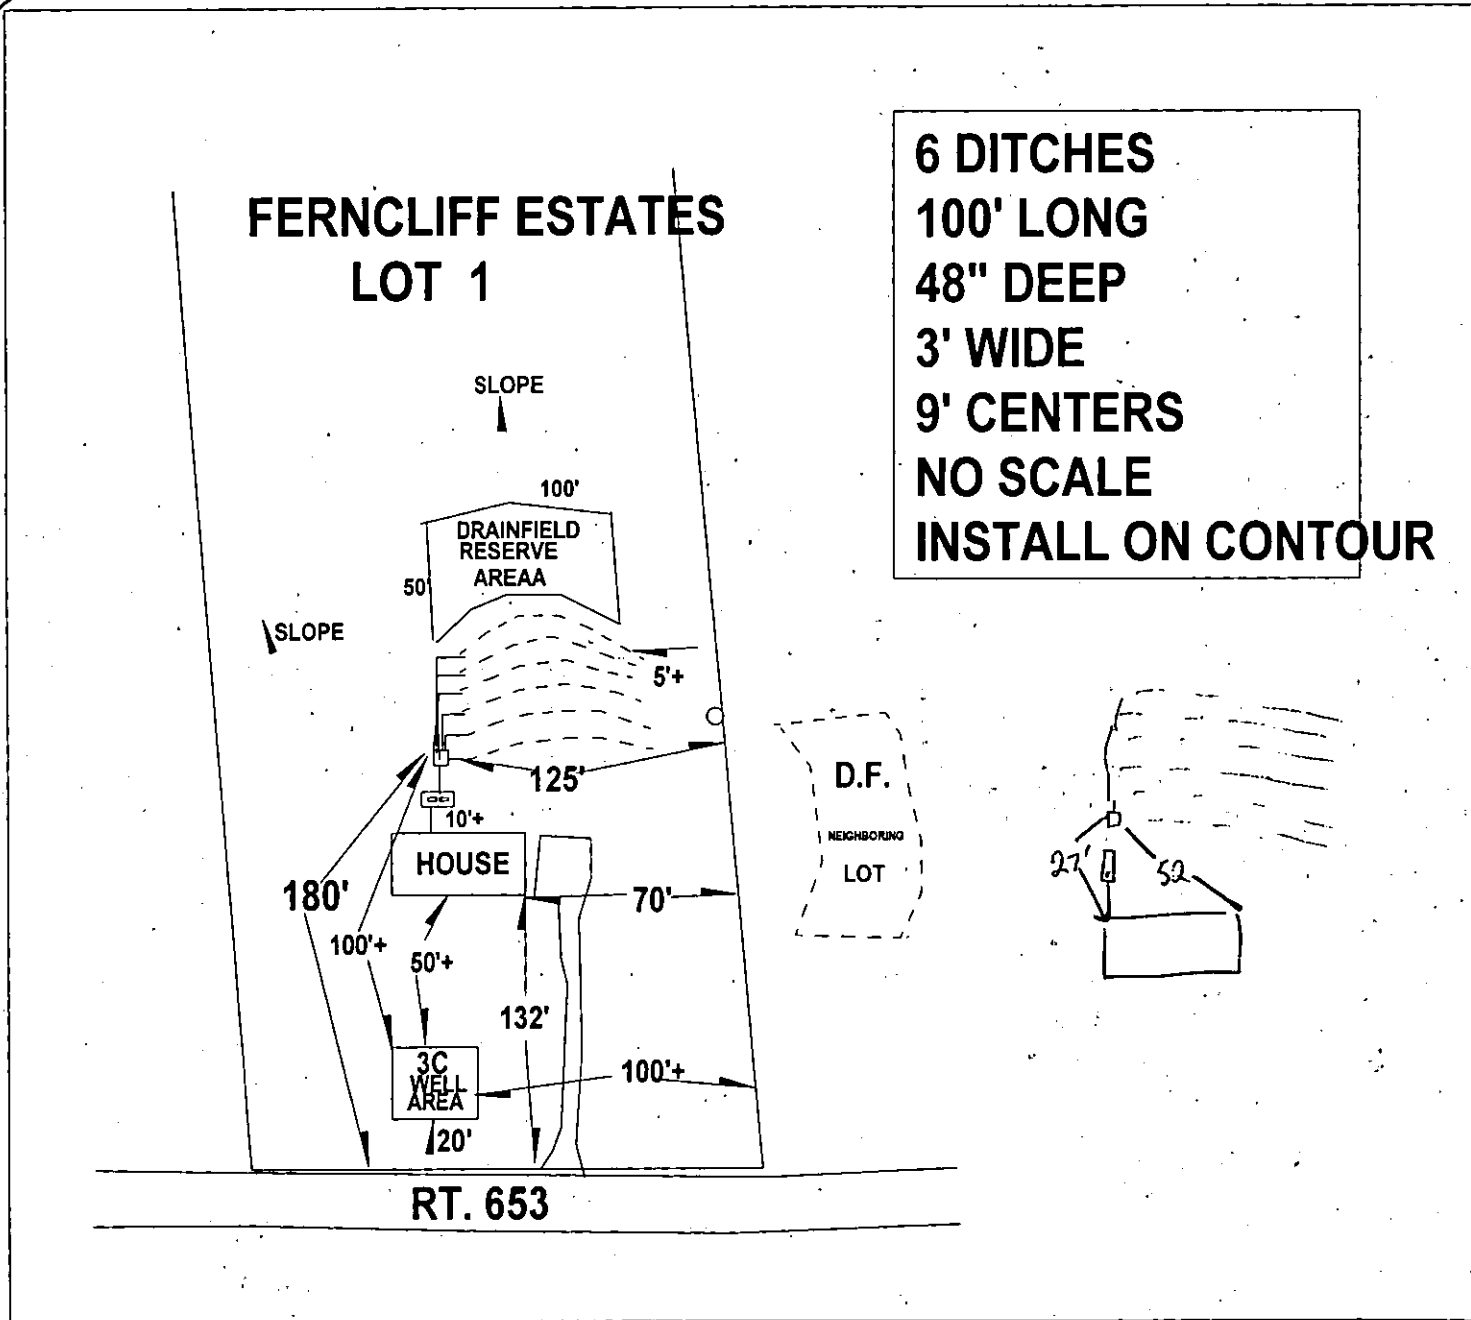 FERNCLIFF ESTATES
LOT 1
6 DITCHES
100' LONG
48" DEEP
3' WIDE
9' CENTERS
NO SCALE
INSTALL ON CONTOUR
SLOPE
100'
DRAINFIELD
RESERVE
AREAA
50'
SLOPE
5'+
125'
10'+
HOUSE
180'
70'
100'+
50'+
132'
3C
WELL
AREA
100'+
20'
RT. 653
D.F.
NEIGHBORING
LOT
27'
52